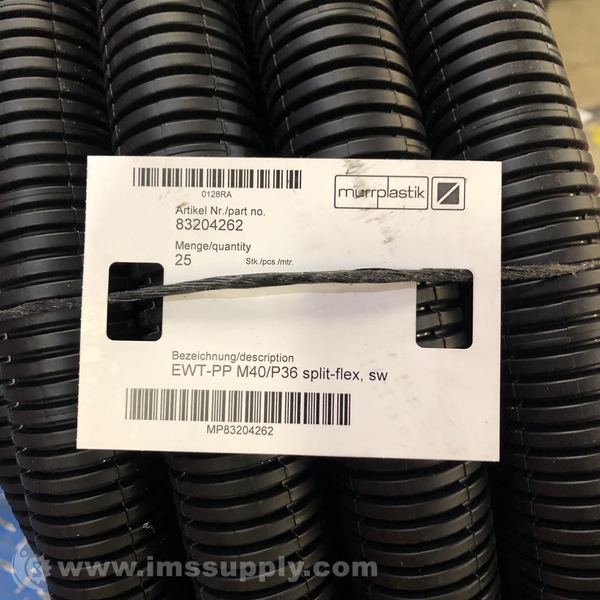 0128RA
murrplastik
Artikel Nr./part no.
83204262
Menge/quantity
25 Stk./pcs./mtr.
Bezeichnung/description
EWT-PP M40/P36 split-flex, sw
MP83204262
© www.imssupply.com